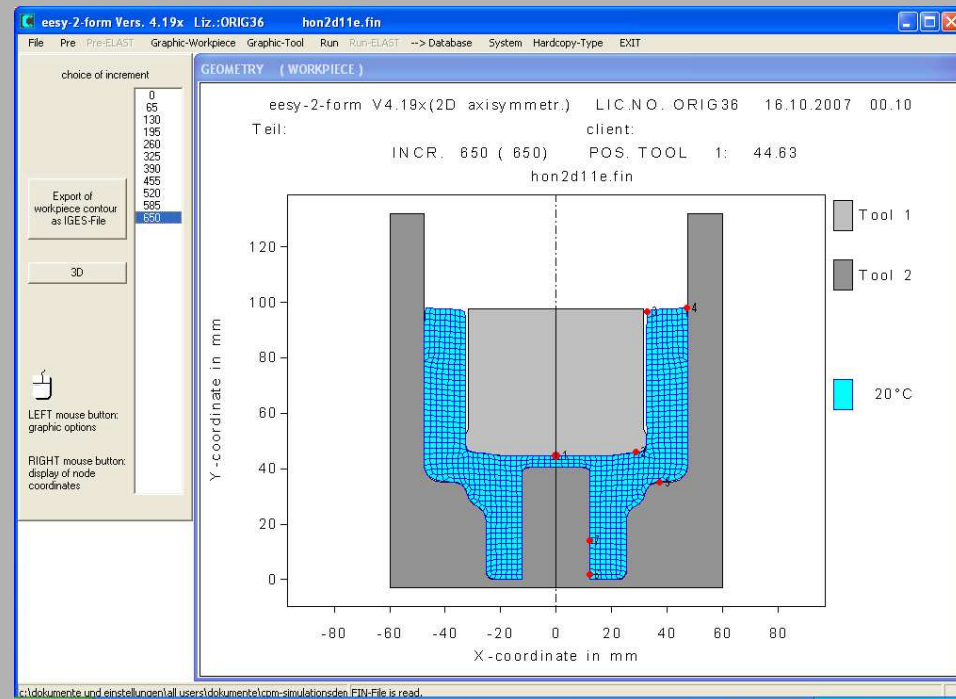 eesy-2-form Vers. 4.19x Liz.:ORIG36 hon2d11e.fin
File Pre Pre-ELAST Graphic-Workpiece Graphic-Tool Run Run-ELAST --> Database System Hardcopy-Type EXIT
choice of increment
0
65
130
195
260
325
390
455
520
585
650
Export of
workpiece contour
as IGES-File
3D
LEFT mouse button:
graphic options
RIGHT mouse button:
display of node
coordinates
GEOMETRY ( WORKPIECE )
eesy-2-form V4.19x(2D axisymmetr.) LIC.NO. ORIG36 16.10.2007 00.10
Teil: client:
INCR. 650 ( 650) POS. TOOL 1: 44.63
hon2d11e.fin
Y-coordinate in mm
120
100
80
60
40
20
0
4
1
-80 -60 -40 -20 0 20 40 60 80
X-coordinate in mm
Tool 1
Tool 2
20°C
c:\dokumente und einstellungen\all users\dokumente\cpm-simulationsden FIN-File is read.